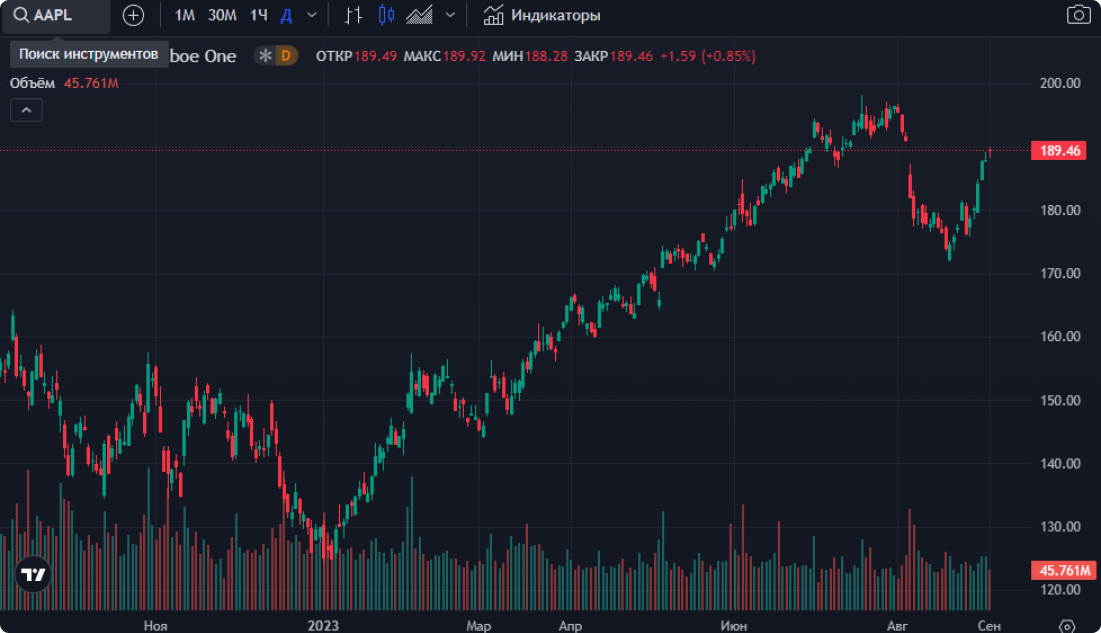 AAPL 1М 30М 1Ч Д Индикаторы
Поиск инструментов boe One D ОТКР189.49 МАКС189.92 МИН188.28 ЗАКР189.46 +1.59 (+0.85%)
Объём 45.761M
200.00
189.46
180.00
170.00
160.00
150.00
140.00
130.00
45.761M
120.00
Ноя 2023 Мар Апр Июн Авг Сен